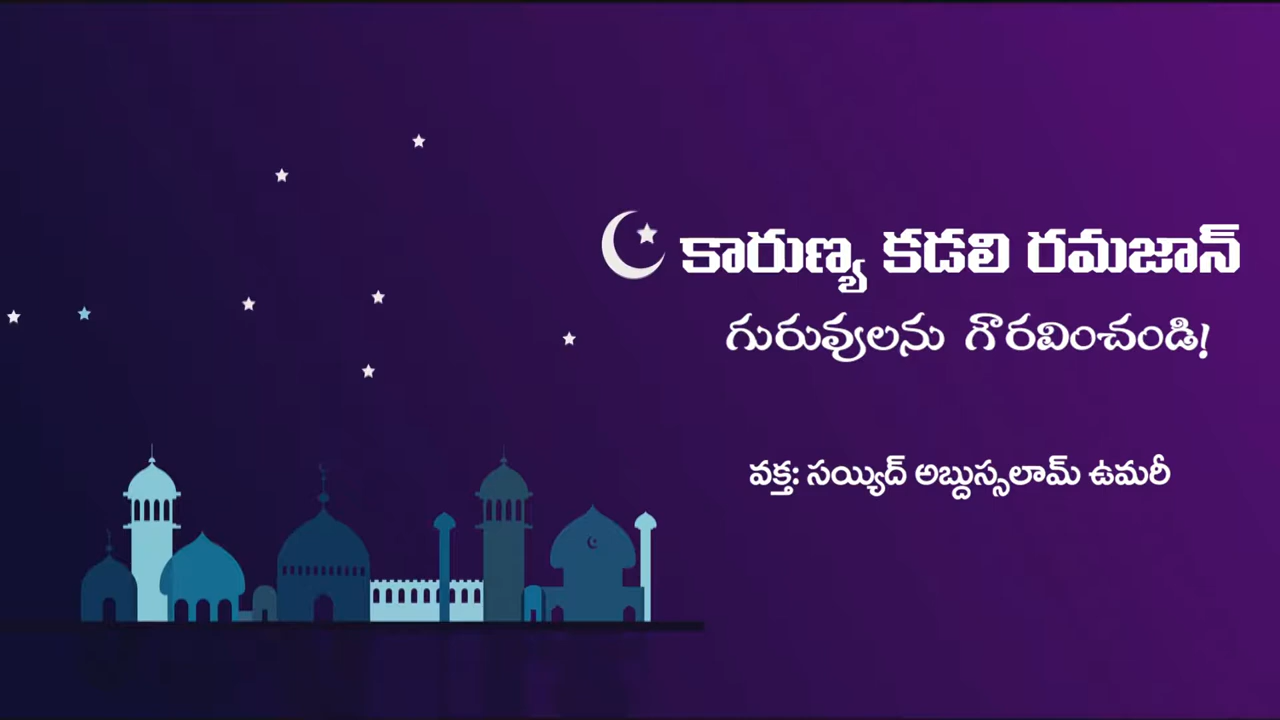 కారుణ్య కడలి రమజాన్
గురువులను గౌరవించండి!
వక్త: సయ్యిద్ అబ్దుస్సలామ్ ఉమరీ